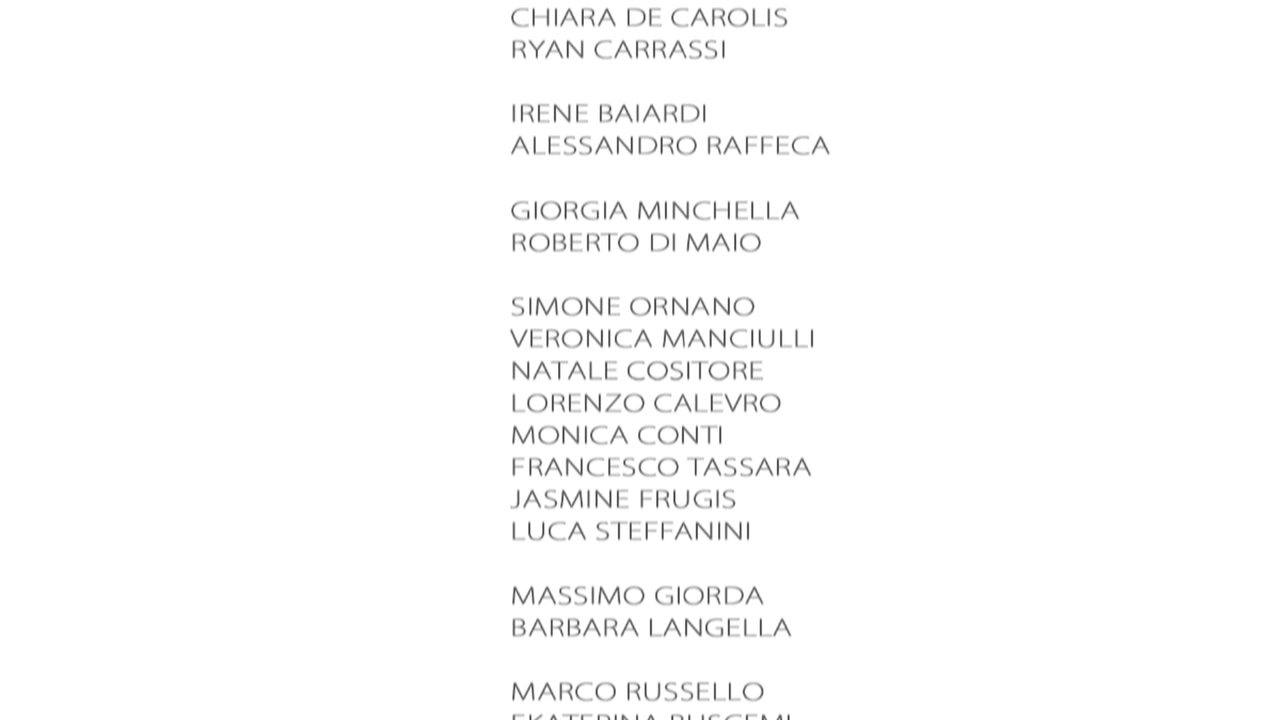 CHIARA DE CAROLIS
RYAN CARRASSI
IRENE BAIARDI
ALESSANDRO RAFFECA
GIORGIA MINCHELLA
ROBERTO DI MAIO
SIMONE ORNANO
VERONICA MANCIULLI
NATALE COSITORE
LORENZO CALEVRO
MONICA CONTI
FRANCESCO TASSARA
JASMINE FRUGIS
LUCA STEFFANINI
MASSIMO GIORDA
BARBARA LANGELLA
MARCO RUSSELLO